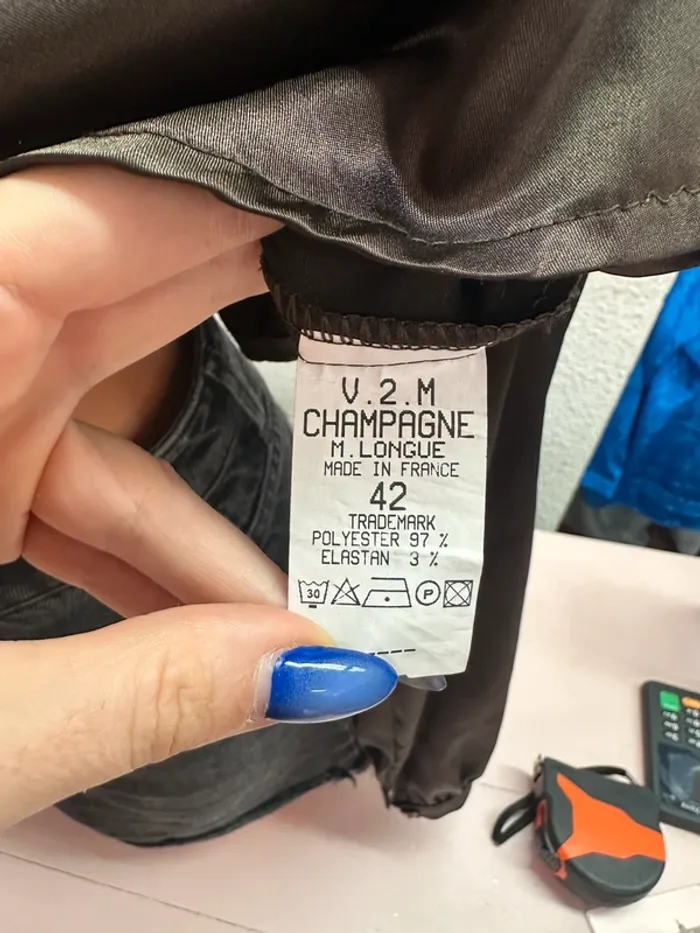 V.2.M
CHAMPAGNE
M.LONGUE
MADE IN FRANCE
42
TRADEMARK
POLYESTER 97 %
ELASTAN 3 %
30 P